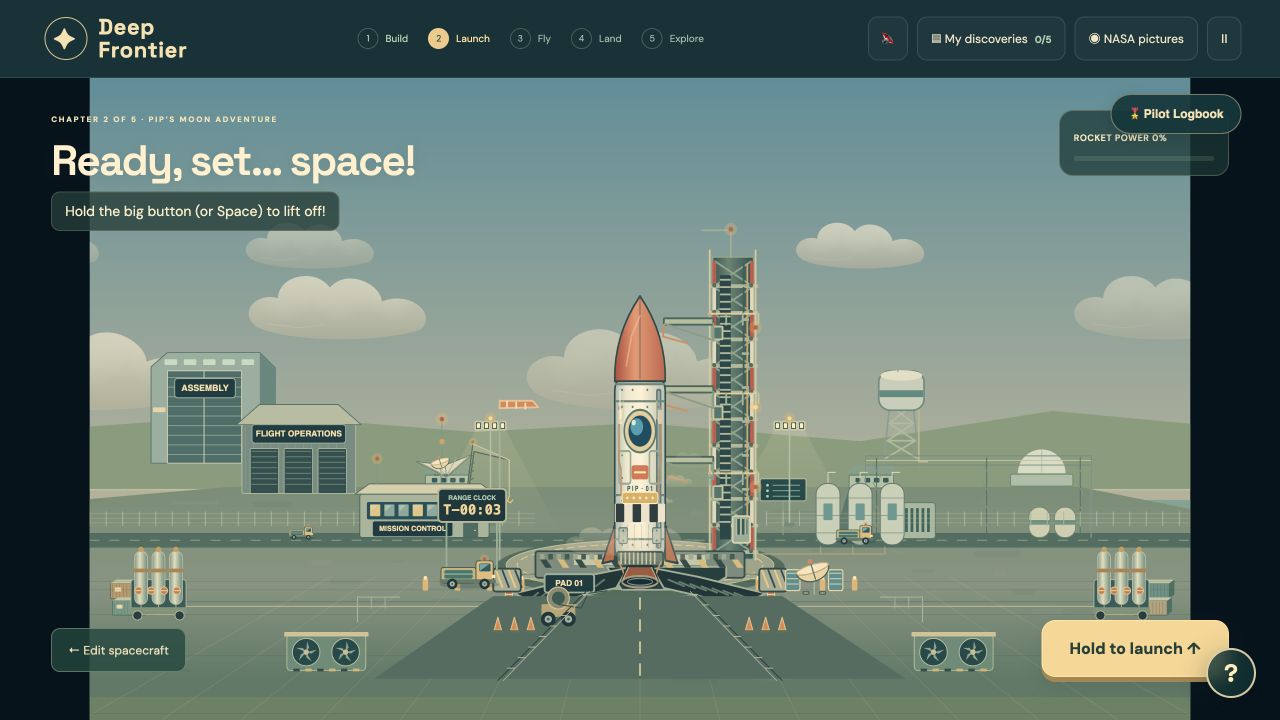 Deep
Frontier
1 Build
2 Launch
3 Fly
4 Land
5 Explore
My discoveries 0/5
NASA pictures
CHAPTER 2 OF 5 · PIP'S MOON ADVENTURE
Pilot Logbook
ROCKET POWER 0%
Ready, set... space!
Hold the big button (or Space) to lift off!
ASSEMBLY
FLIGHT OPERATIONS
PIP · 01
RANGE CLOCK
T−00:03
MISSION CONTROL
PAD 01
← Edit spacecraft
Hold to launch ↑
?